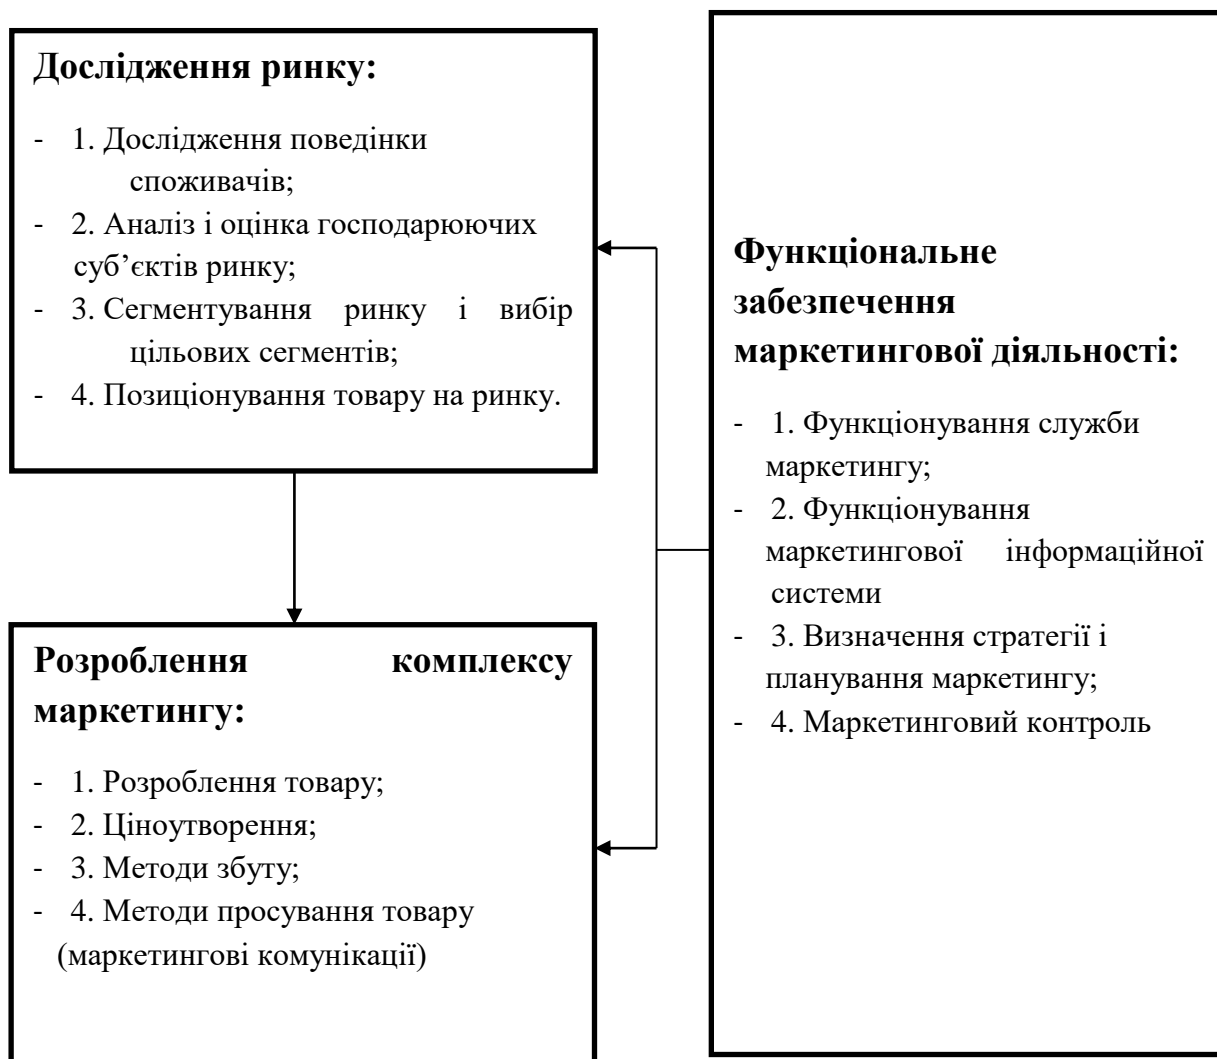 Дослідження ринку:
- 1. Дослідження поведінки
споживачів;
- 2. Аналіз і оцінка господарюючих
суб’єктів ринку;
- 3. Сегментування ринку і вибір
цільових сегментів;
- 4. Позиціонування товару на ринку.
Розроблення комплексу
маркетингу:
- 1. Розроблення товару;
- 2. Ціноутворення;
- 3. Методи збуту;
- 4. Методи просування товару
(маркетингові комунікації)
Функціональне
забезпечення
маркетингової діяльності:
- 1. Функціонування служби
маркетингу;
- 2. Функціонування
маркетингової інформаційної
системи
- 3. Визначення стратегії і
планування маркетингу;
- 4. Маркетинговий контроль